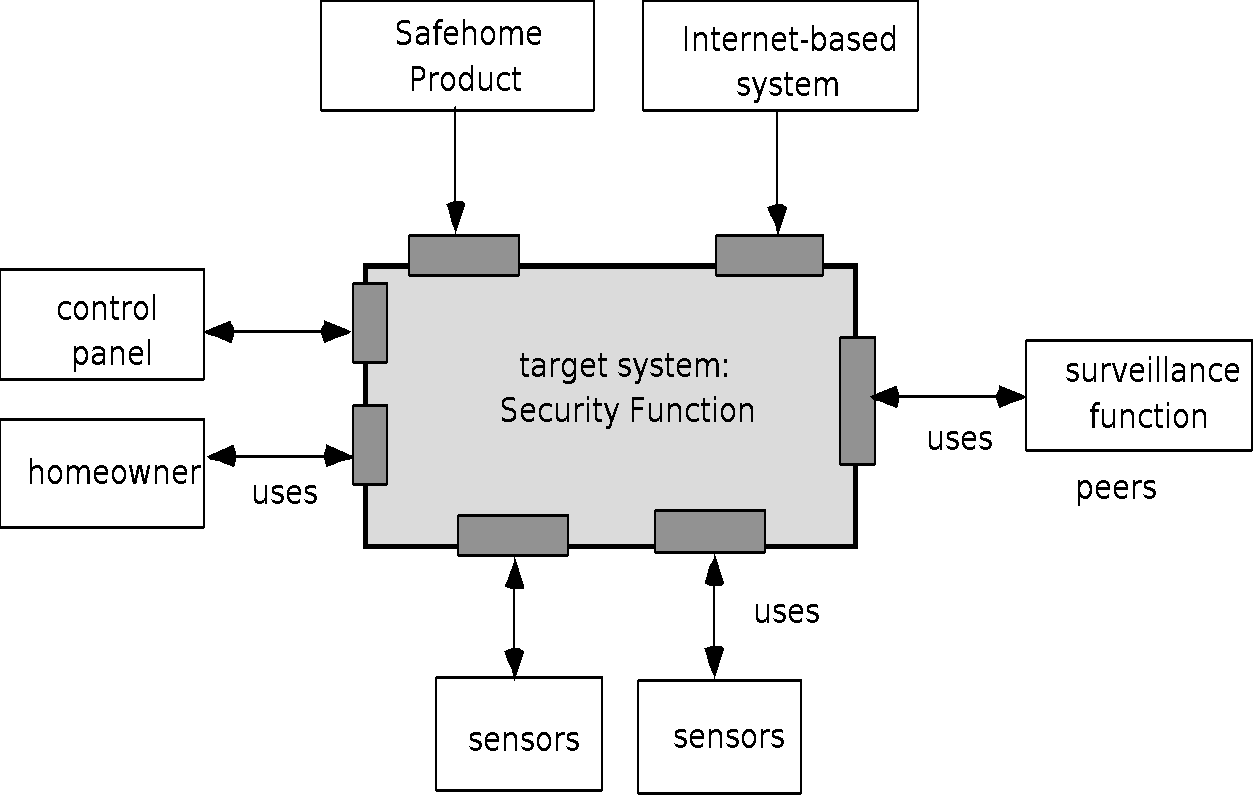 Safehome
Product
Internet-based
system
control
panel
target system:
Security Function
surveillance
function
uses
homeowner
uses
peers
uses
sensors
sensors